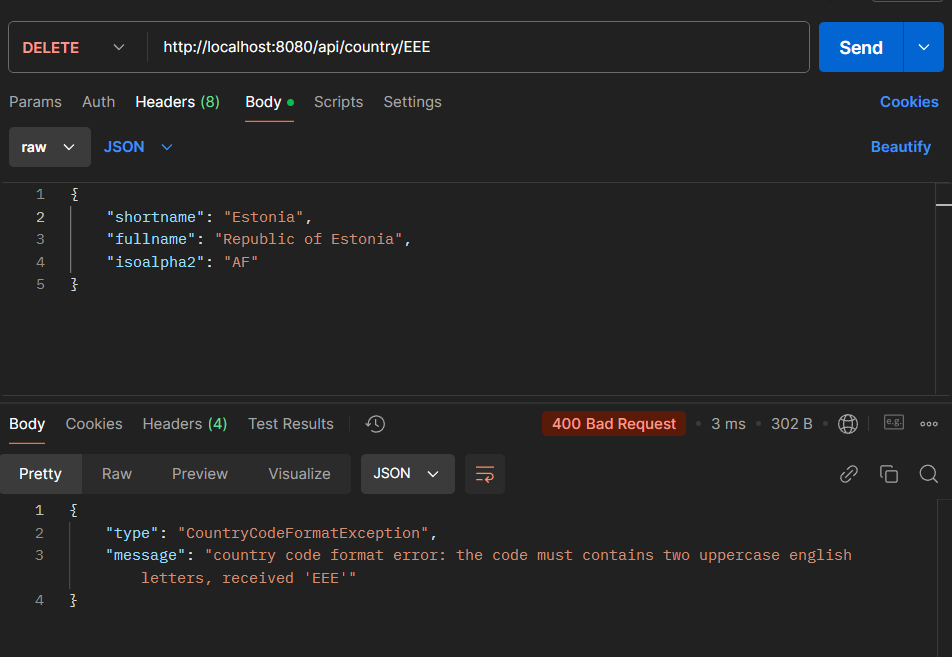 DELETE http://localhost:8080/api/country/EEE Send
Params Auth Headers (8) Body Scripts Settings Cookies
raw JSON Beautify
1 {
2 "shortname": "Estonia",
3 "fullname": "Republic of Estonia",
4 "isoalpha2": "AF"
5 }
Body Cookies Headers (4) Test Results 400 Bad Request • 3 ms • 302 B • e.g.
Pretty Raw Preview Visualize JSON
1 {
2 "type": "CountryCodeFormatException",
3 "message": "country code format error: the code must contains two uppercase english
letters, received 'EEE'"
4 }